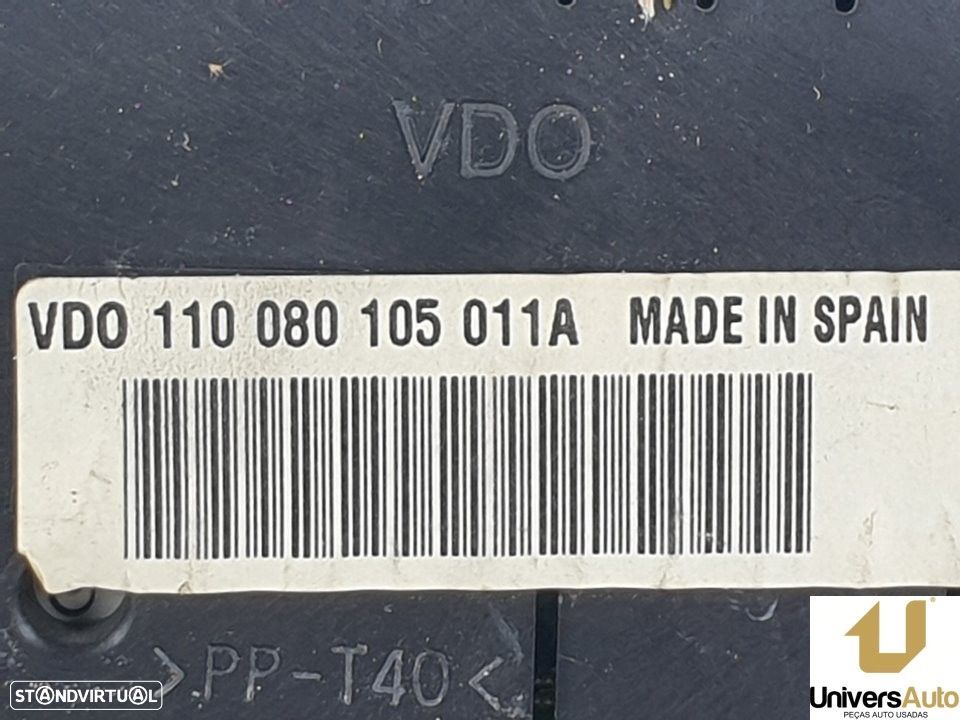 VDO
VDO 110 080 105 011A MADE IN SPAIN
>PP-T40<
STANDVIRTUAL
UniversAuto
PEÇAS AUTO USADAS